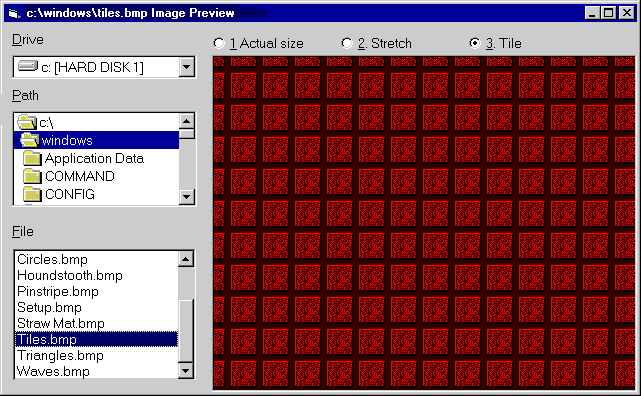 c:\windows\tiles.bmp Image Preview
Drive
c: [HARD DISK 1]
1 Actual size
2. Stretch
3. Tile
Path
c:\
windows
Application Data
COMMAND
CONFIG
File
Circles.bmp
Houndstooth.bmp
Pinstripe.bmp
Setup.bmp
Straw Mat.bmp
Tiles.bmp
Triangles.bmp
Waves.bmp